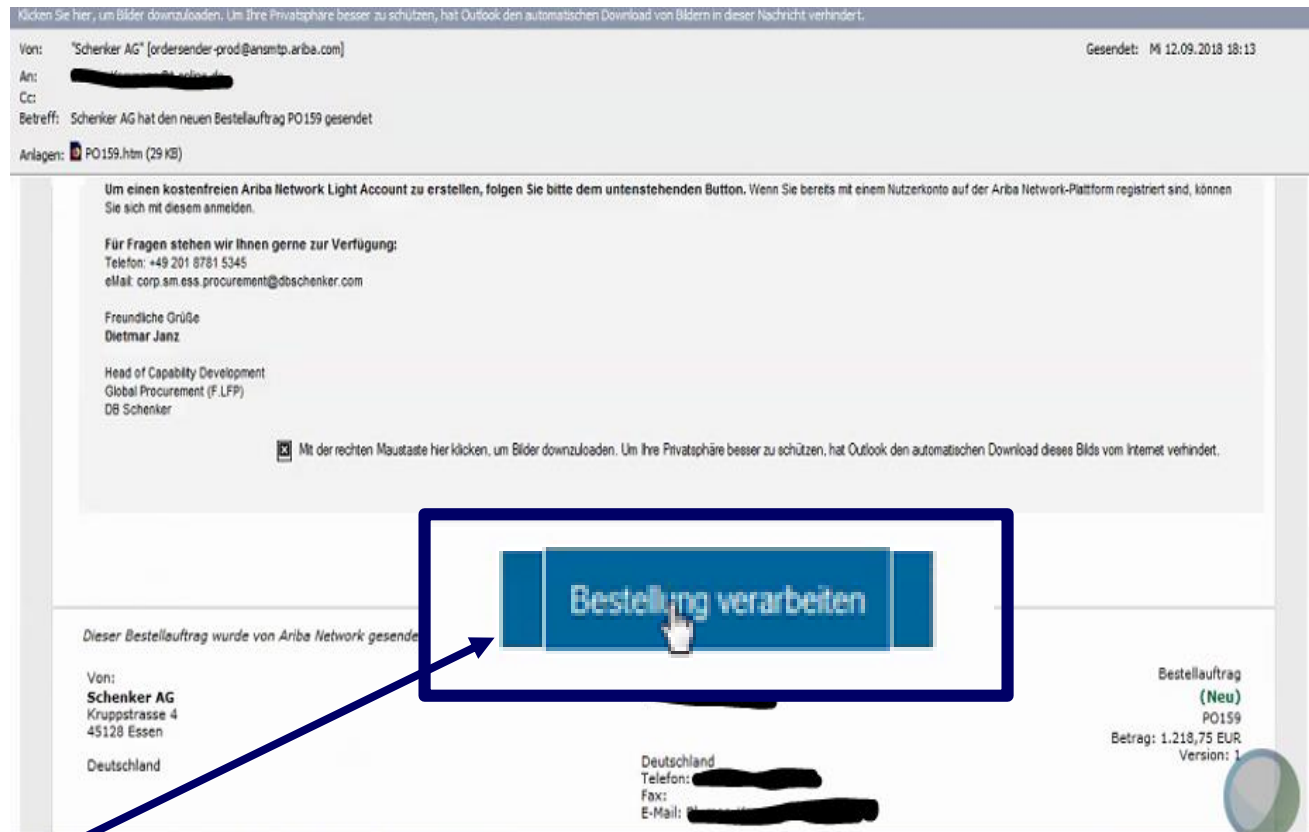 Klicken Sie hier, um Bilder downzuloaden. Um Ihre Privatsphäre besser zu schützen, hat Outlook den automatischen Download von Bildern in dieser Nachricht verhindert.
Von: "Schenker AG" [ordersender-prod@ansmtp.ariba.com] Gesendet: Mi 12.09.2018 18:13
An:
Cc:
Betreff: Schenker AG hat den neuen Bestellauftrag PO159 gesendet
Anlagen: PO159.htm (29 KB)
Um einen kostenfreien Ariba Network Light Account zu erstellen, folgen Sie bitte dem untenstehenden Button. Wenn Sie bereits mit einem Nutzerkonto auf der Ariba Network-Plattform registriert sind, können
Sie sich mit diesem anmelden.
Für Fragen stehen wir Ihnen gerne zur Verfügung:
Telefon: +49 201 8781 5345
eMail: corp.sm.ess.procurement@dbschenker.com
Freundliche Grüße
Dietmar Janz
Head of Capability Development
Global Procurement (F.LFP)
DB Schenker
Mit der rechten Maustaste hier klicken, um Bilder downzuloaden. Um Ihre Privatsphäre besser zu schützen, hat Outlook den automatischen Download dieses Bilds vom Internet verhindert.
Bestellung verarbeiten
Dieser Bestellauftrag wurde von Ariba Network gesende
Von:
Schenker AG
Kruppstrasse 4
45128 Essen
Deutschland
Deutschland
Telefon:
Fax:
E-Mail:
Bestellauftrag
(Neu)
PO159
Betrag: 1.218,75 EUR
Version: 1